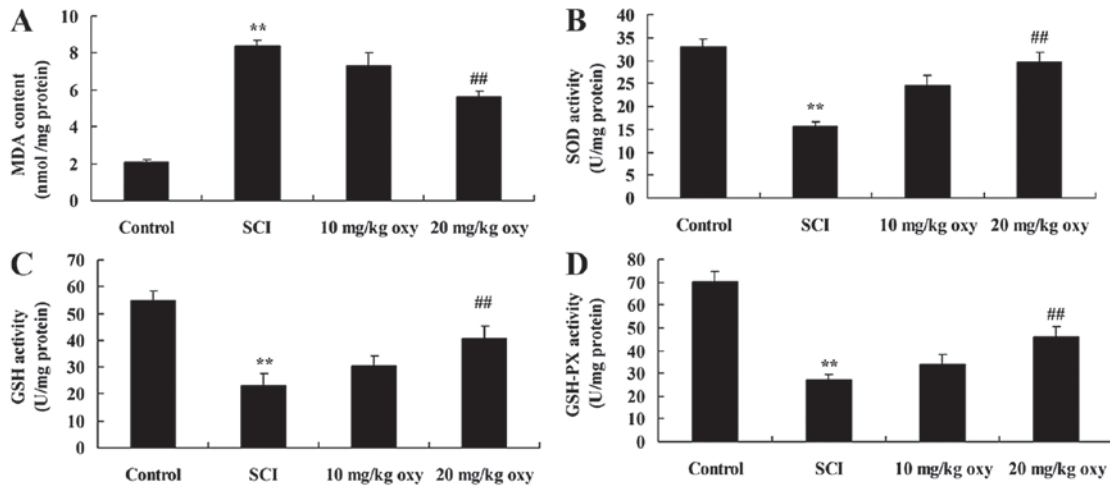 A
MDA content
(nmol /mg protein)
10
8
6
4
2
0
**
##
Control SCI 10 mg/kg oxy 20 mg/kg oxy
B
SOD activity
(U/mg protein)
40
35
30
25
20
15
10
5
0
**
##
Control SCI 10 mg/kg oxy 20 mg/kg oxy
C
GSH activity
(U/mg protein)
70
60
50
40
30
20
10
0
**
##
Control SCI 10 mg/kg oxy 20 mg/kg oxy
D
GSH-PX activity
(U/mg protein)
80
70
60
50
40
30
20
10
0
**
##
Control SCI 10 mg/kg oxy 20 mg/kg oxy